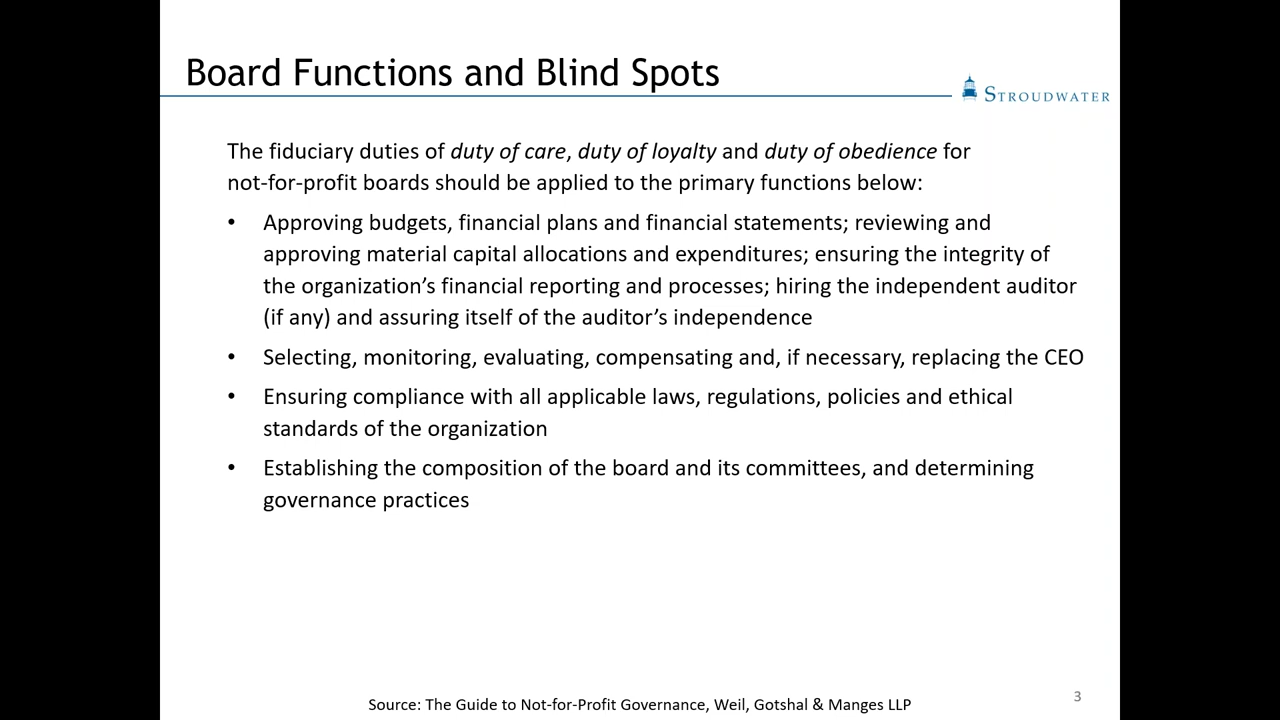 Board Functions and Blind Spots
STROUDWATER
The fiduciary duties of duty of care, duty of loyalty and duty of obedience for
not-for-profit boards should be applied to the primary functions below:
• Approving budgets, financial plans and financial statements; reviewing and
approving material capital allocations and expenditures; ensuring the integrity of
the organization’s financial reporting and processes; hiring the independent auditor
(if any) and assuring itself of the auditor’s independence
• Selecting, monitoring, evaluating, compensating and, if necessary, replacing the CEO
• Ensuring compliance with all applicable laws, regulations, policies and ethical
standards of the organization
• Establishing the composition of the board and its committees, and determining
governance practices
Source: The Guide to Not-for-Profit Governance, Weil, Gotshal & Manges LLP
3